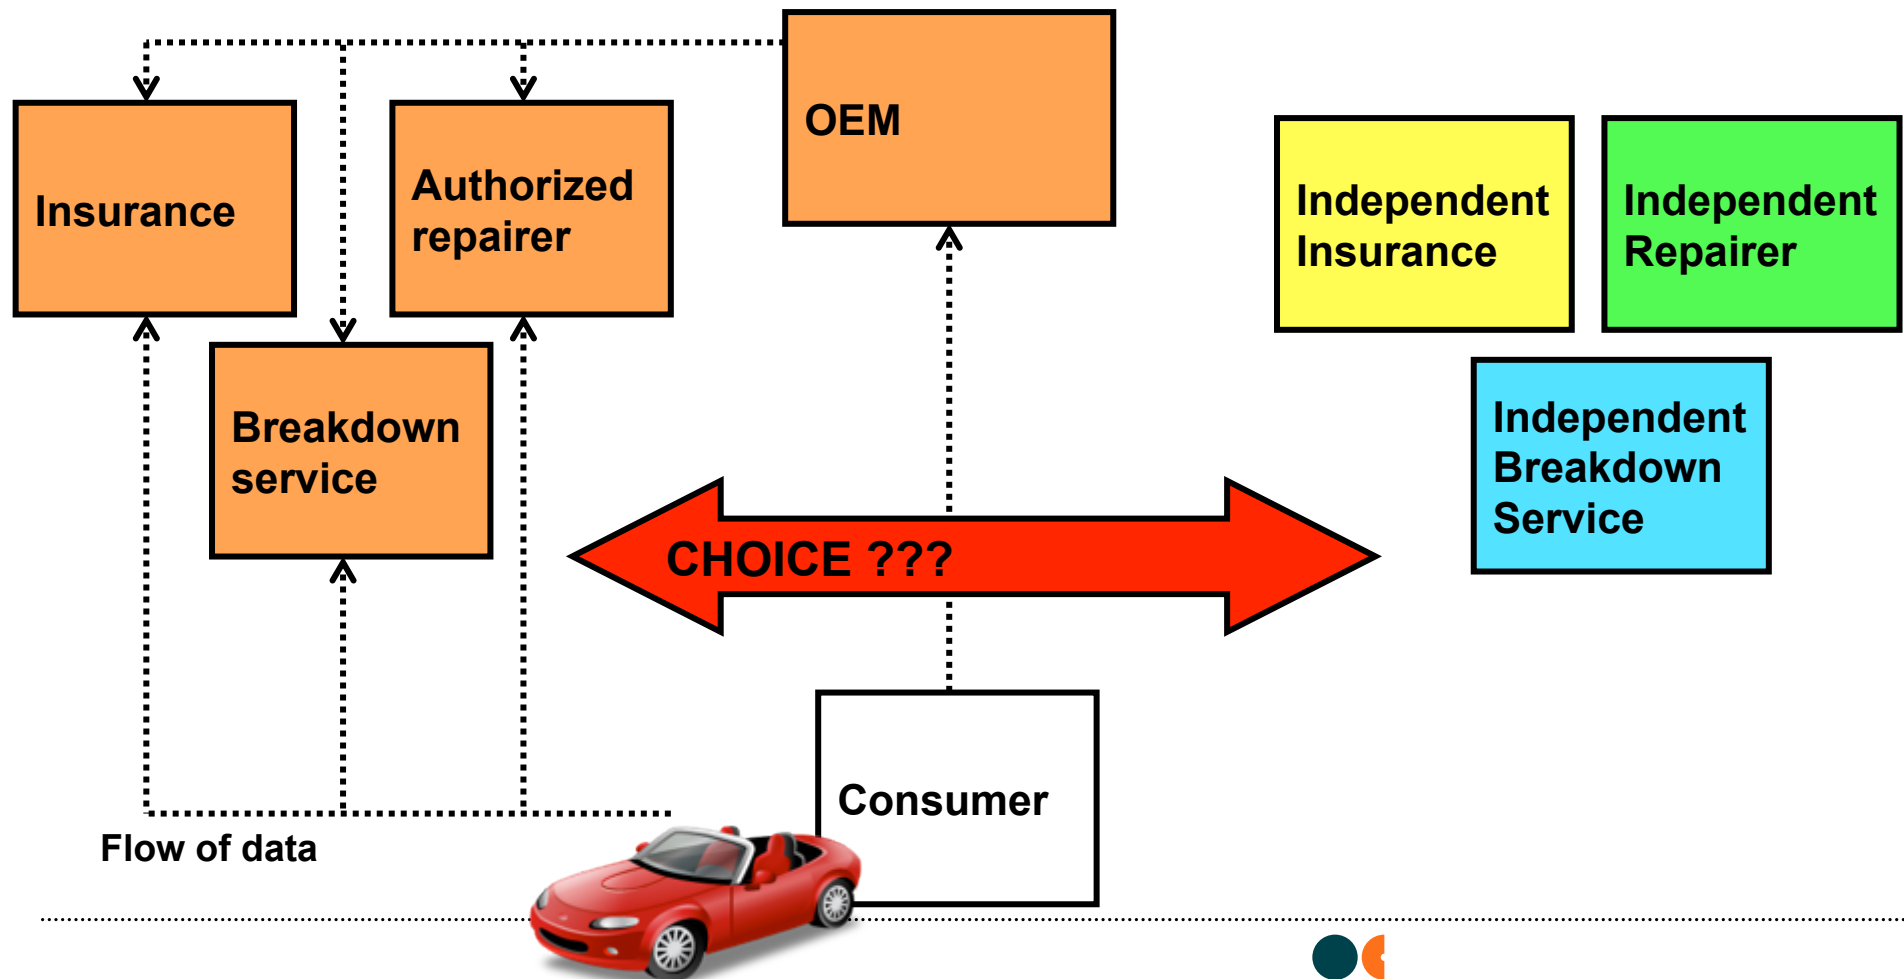 OEM
Insurance
Authorized
repairer
Independent
Insurance
Independent
Repairer
Breakdown
service
Independent
Breakdown
Service
CHOICE ???
Consumer
Flow of data